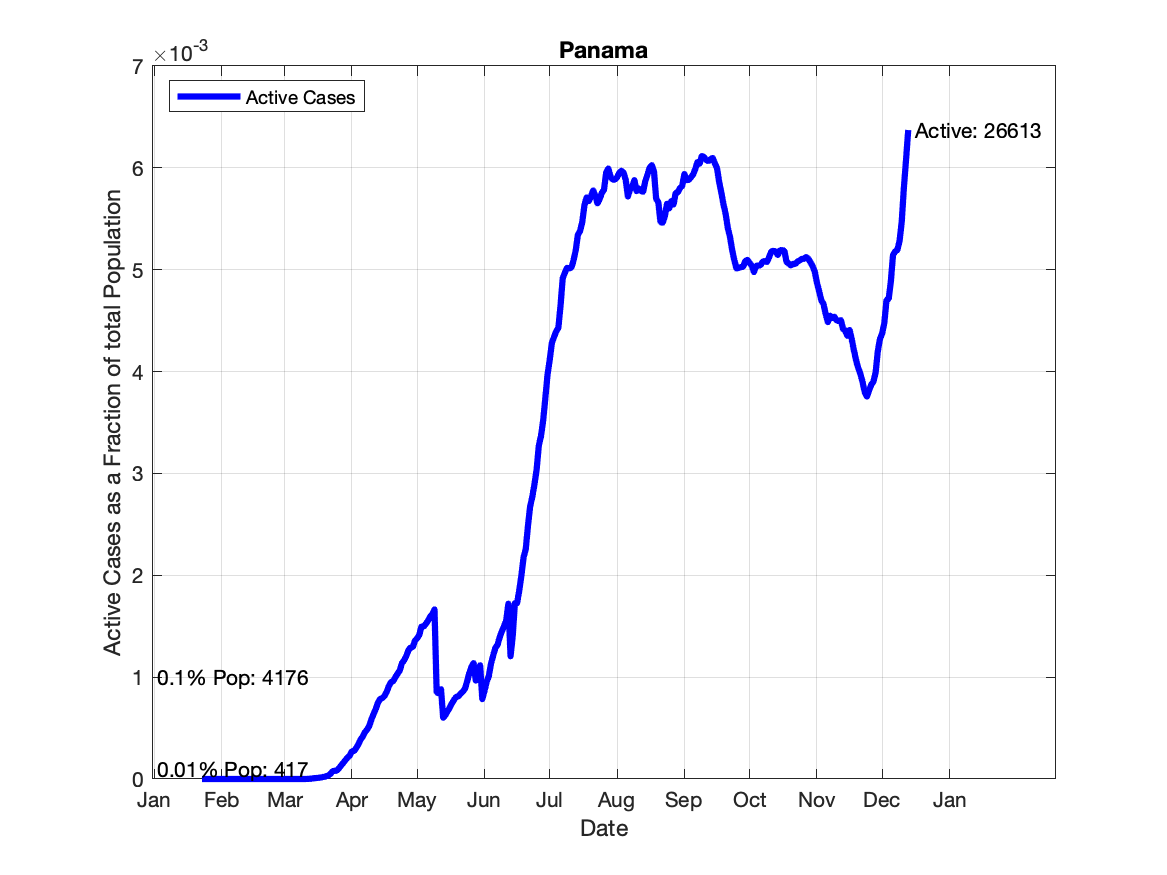 Panama
×10-3
Active Cases
Active: 26613
7
6
5
4
3
2
1
0
0.1% Pop: 4176
0.01% Pop: 417
Active Cases as a Fraction of total Population
Jan Feb Mar Apr May Jun Jul Aug Sep Oct Nov Dec Jan
Date